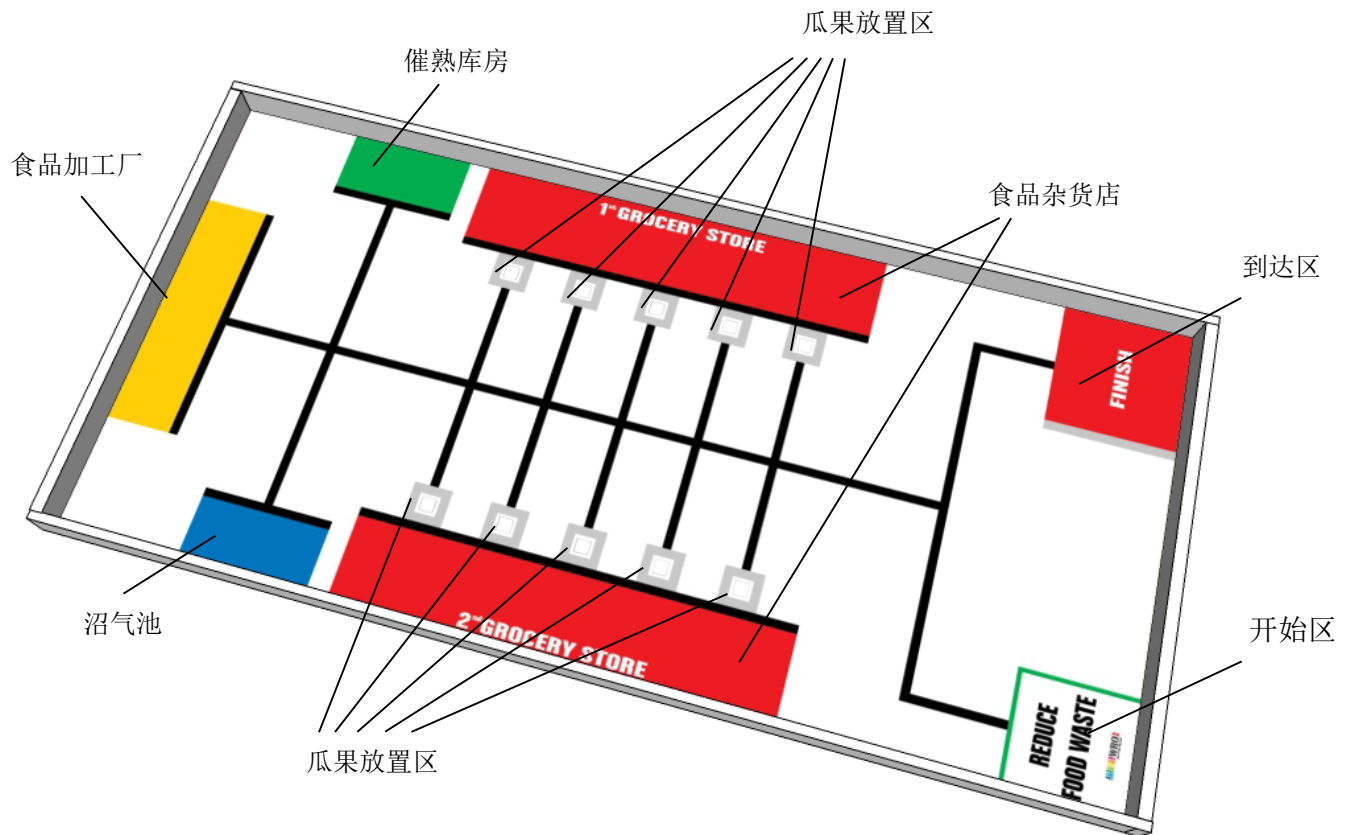 瓜果放置区
催熟库房
食品加工厂
食品杂货店
1ˢᵗ GROCERY STORE
到达区
FINISH
沼气池
2ⁿᵈ GROCERY STORE
开始区
REDUCE
FOOD WASTE
WRO
瓜果放置区